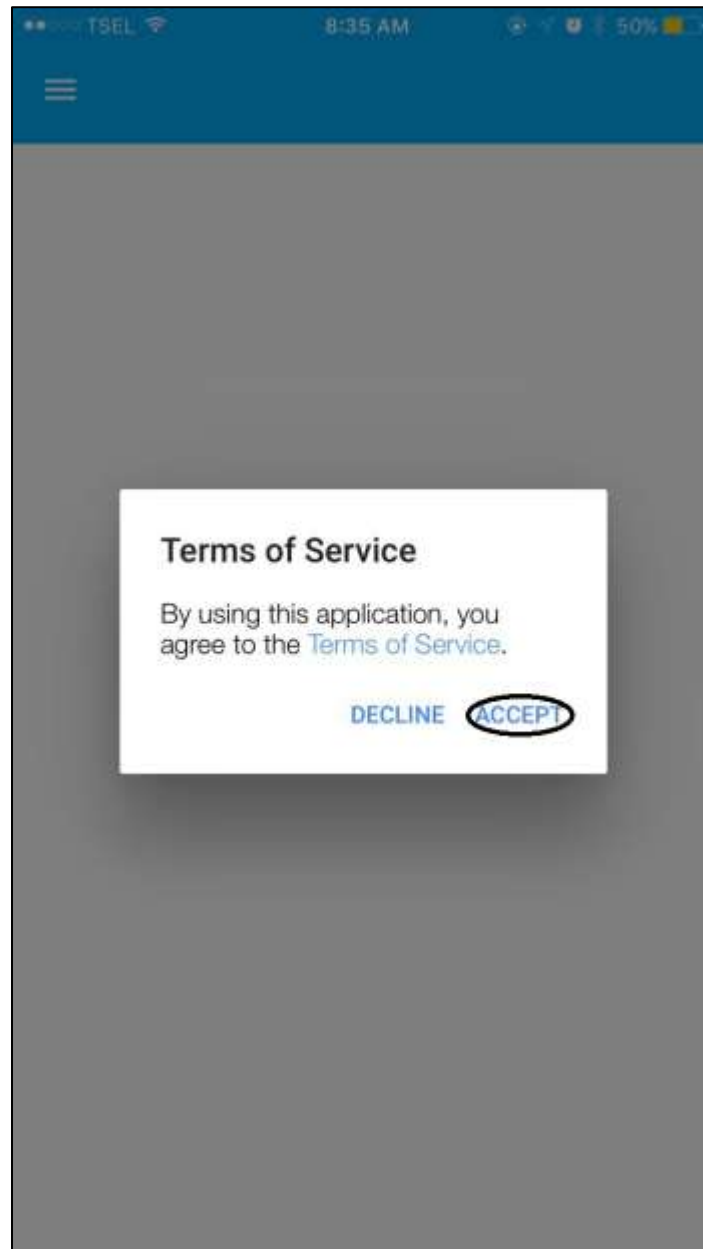 TSEL 8:35 AM 50%
Terms of Service
By using this application, you
agree to the Terms of Service.
DECLINE ACCEPT